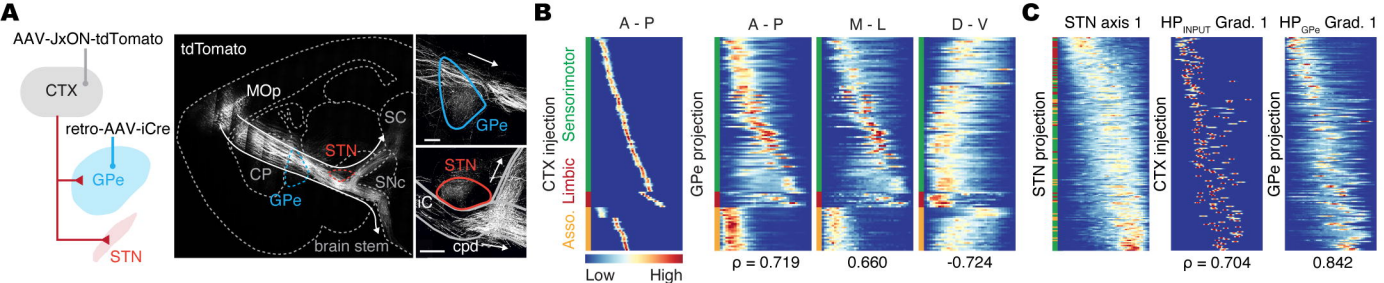 A
AAV-JxON-tdTomato
CTX
retro-AAV-iCre
GPe
STN
tdTomato
MOp
SC
STN
CP
SNc
GPe
brain stem
GPe
STN
iC
cpd
B
A - P
A - P
M - L
D - V
CTX injection
Sensorimotor
Limbic
Asso.
GPe projection
Low
High
ρ = 0.719
0.660
-0.724
C
STN axis 1
HP_INPUT Grad. 1
HP_GPe Grad. 1
STN projection
CTX injection
GPe projection
ρ = 0.704
0.842